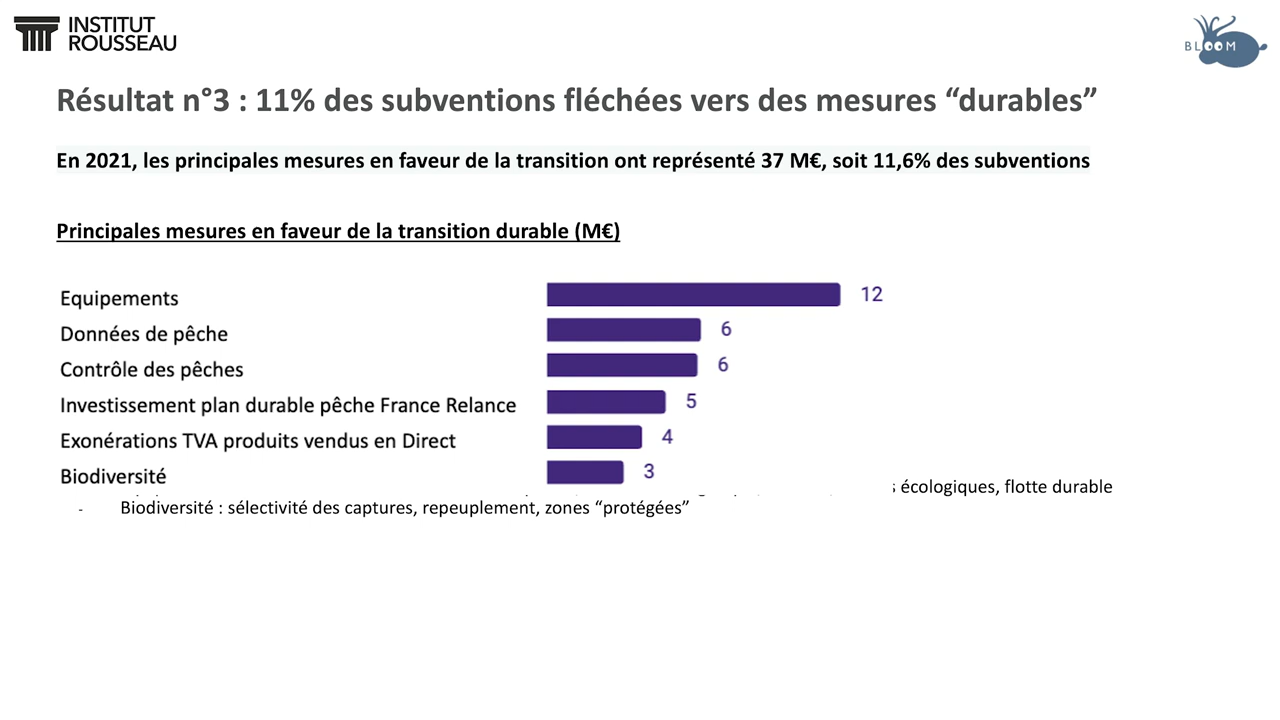 INSTITUT
ROUSSEAU
BLOOM
Résultat n°3 : 11% des subventions fléchées vers des mesures “durables”
En 2021, les principales mesures en faveur de la transition ont représenté 37 M€, soit 11,6% des subventions
Principales mesures en faveur de la transition durable (M€)
Equipements 12
Données de pêche 6
Contrôle des pêches 6
Investissement plan durable pêche France Relance 5
Exonérations TVA produits vendus en Direct 4
Biodiversité 3
écologiques, flotte durable
- Biodiversité : sélectivité des captures, repeuplement, zones “protégées”